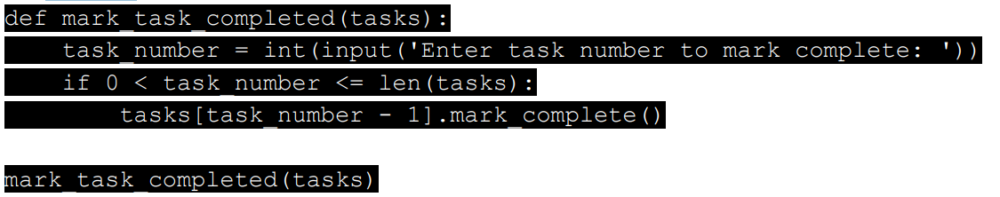 def mark_task_completed(tasks):
    task_number = int(input('Enter task number to mark complete: '))
    if 0 < task_number <= len(tasks):
        tasks[task_number - 1].mark_complete()
mark_task_completed(tasks)